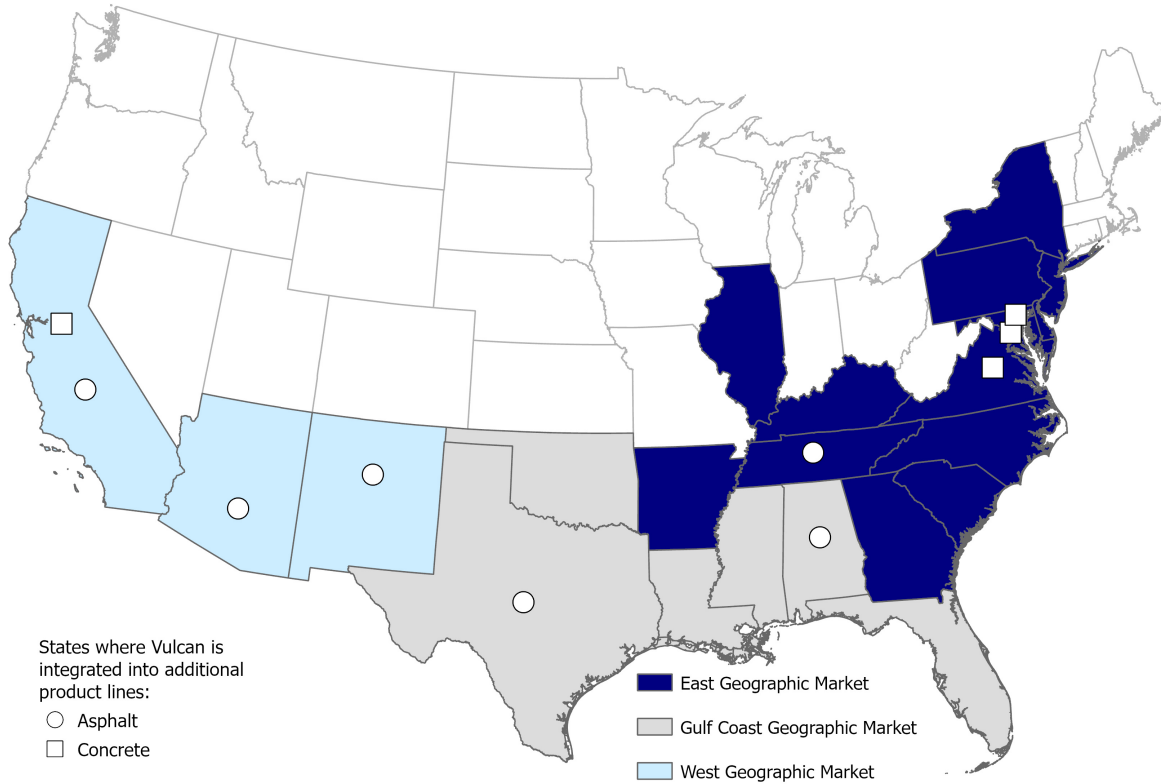 States where Vulcan is
integrated into additional
product lines:
Asphalt
Concrete
East Geographic Market
Gulf Coast Geographic Market
West Geographic Market